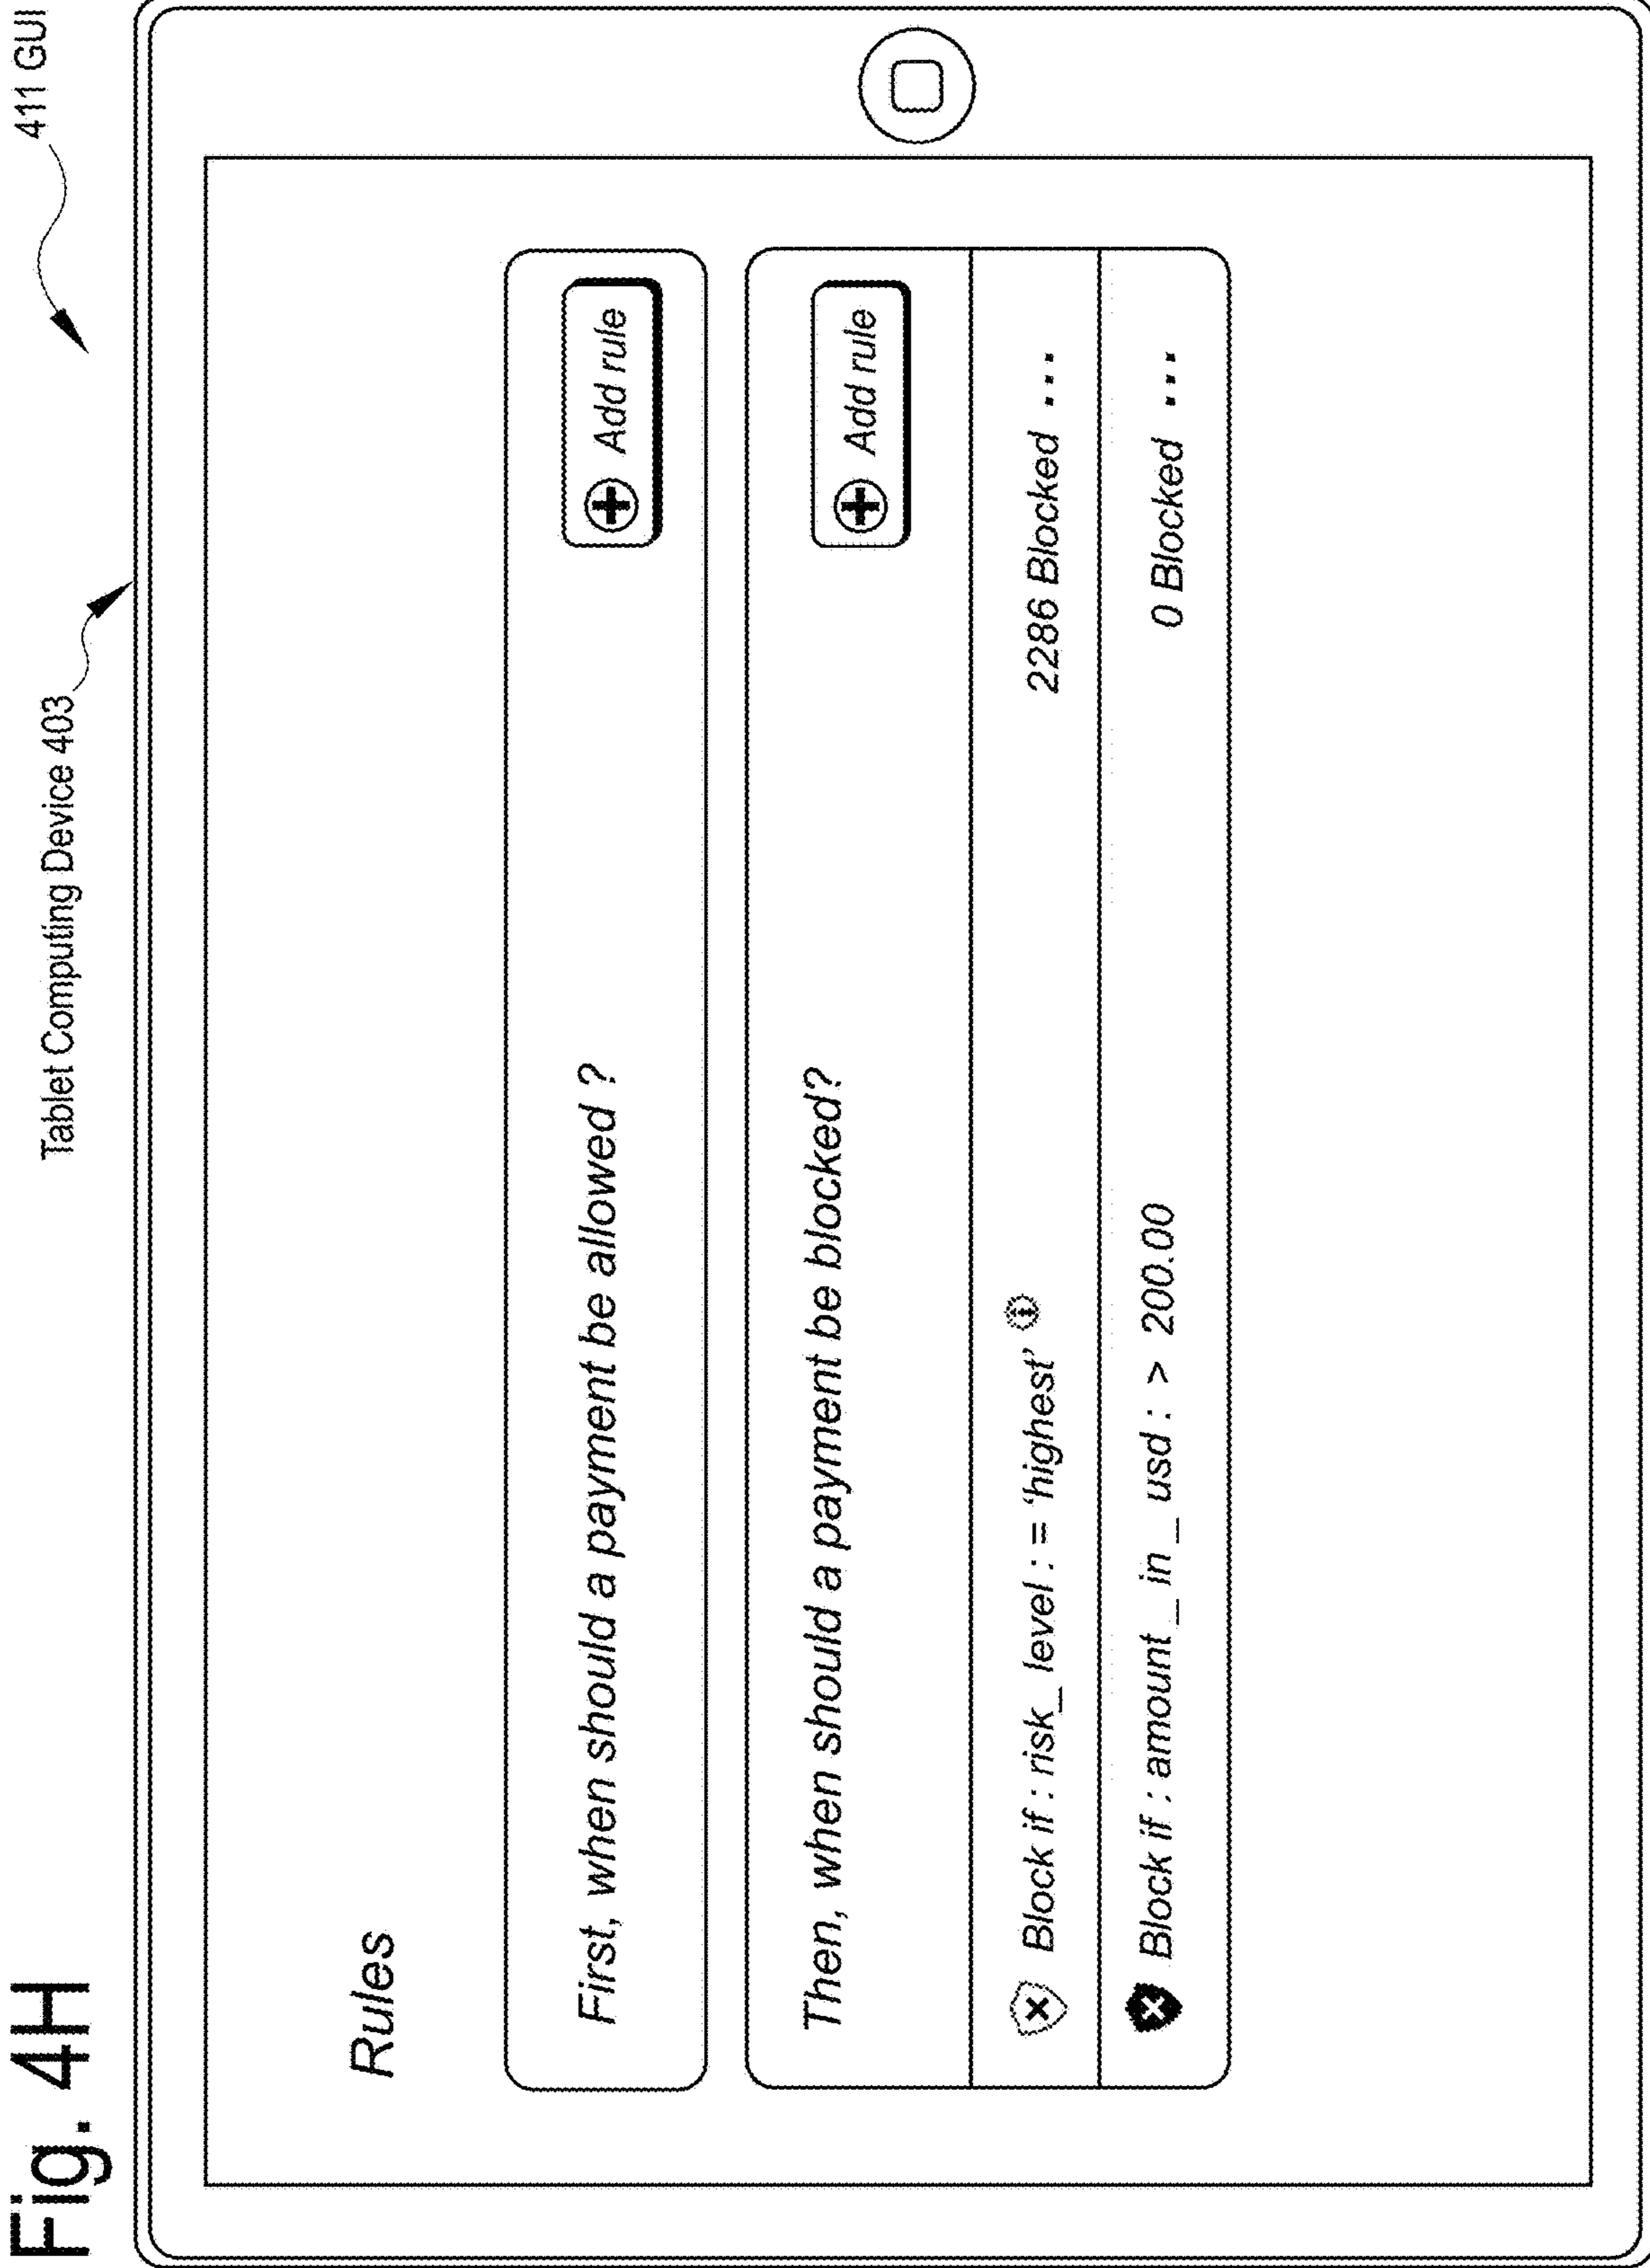 Fig. 4H
Tablet Computing Device 403
411 GUI
Rules
First, when should a payment be allowed ?
Add rule
Then, when should a payment be blocked?
Add rule
Block if : risk_ level : = ‘highest’
2286 Blocked ...
Block if : amount _ in _ usd : > 200.00
0 Blocked ...